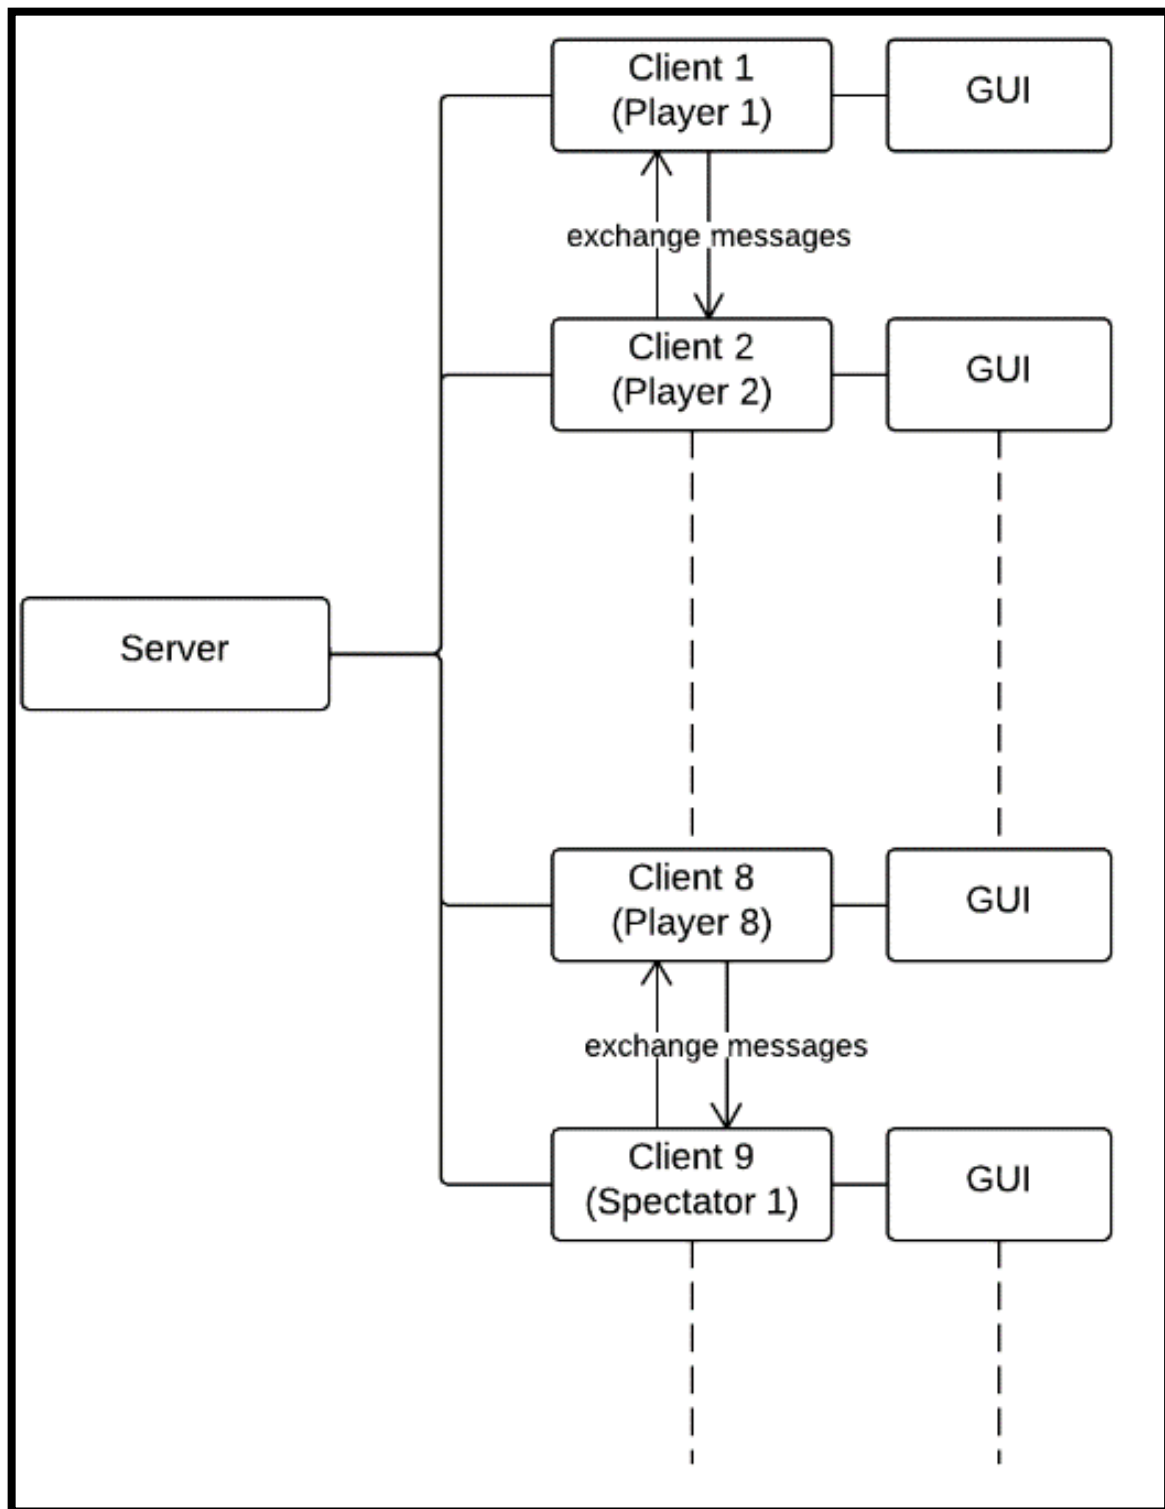 Client 1
(Player 1)
GUI
exchange messages
Client 2
(Player 2)
GUI
Server
Client 8
(Player 8)
GUI
exchange messages
Client 9
(Spectator 1)
GUI